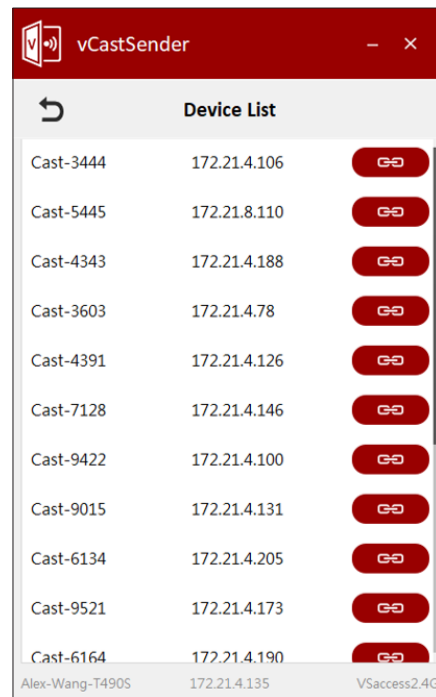 vCastSender
Device List
Cast-3444 172.21.4.106
Cast-5445 172.21.8.110
Cast-4343 172.21.4.188
Cast-3603 172.21.4.78
Cast-4391 172.21.4.126
Cast-7128 172.21.4.146
Cast-9422 172.21.4.100
Cast-9015 172.21.4.131
Cast-6134 172.21.4.205
Cast-9521 172.21.4.173
Cast-6164 172.21.4.190
Alex-Wang-T490S 172.21.4.135 VSaccess2.4G